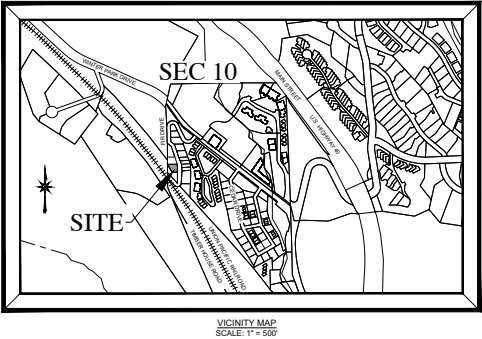 WINTER PARK DRIVE
SEC 10
MAIN STREET
U.S. HIGHWAY 40
SITE
UNION PACIFIC RAILROAD
TIMBER HOUSE ROAD
VICINITY MAP
SCALE: 1" = 500'